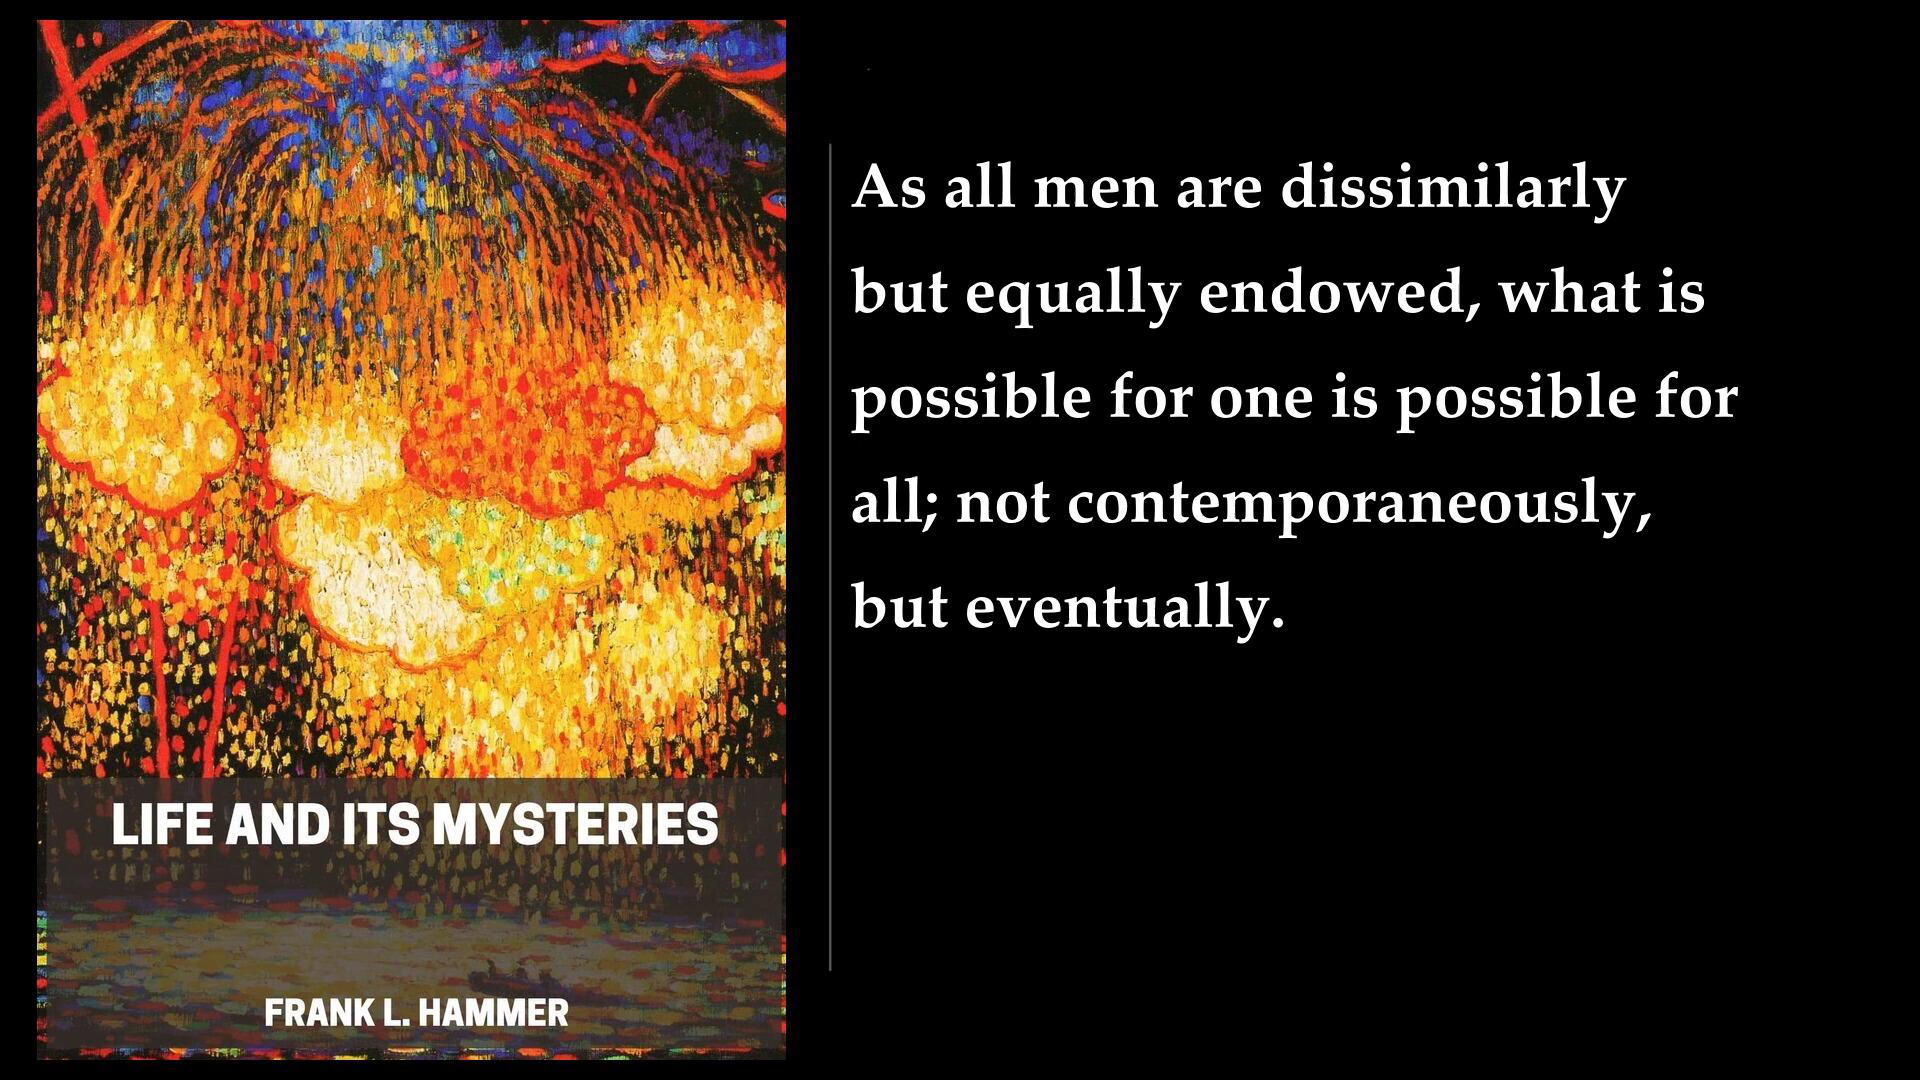 LIFE AND ITS MYSTERIES
FRANK L. HAMMER
As all men are dissimilarly
but equally endowed, what is
possible for one is possible for
all; not contemporaneously,
but eventually.